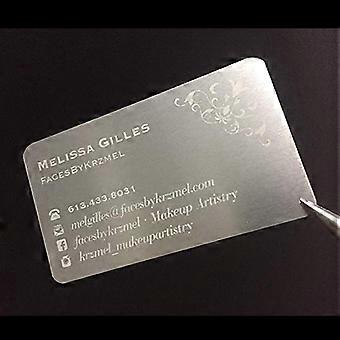 MELISSA GILLES
FACESBYKRZMEL
613.433.8031
melgilles@facesbykrzmel.com
facesbykrzmel · Makeup Artistry
krzmel_makeupartistry